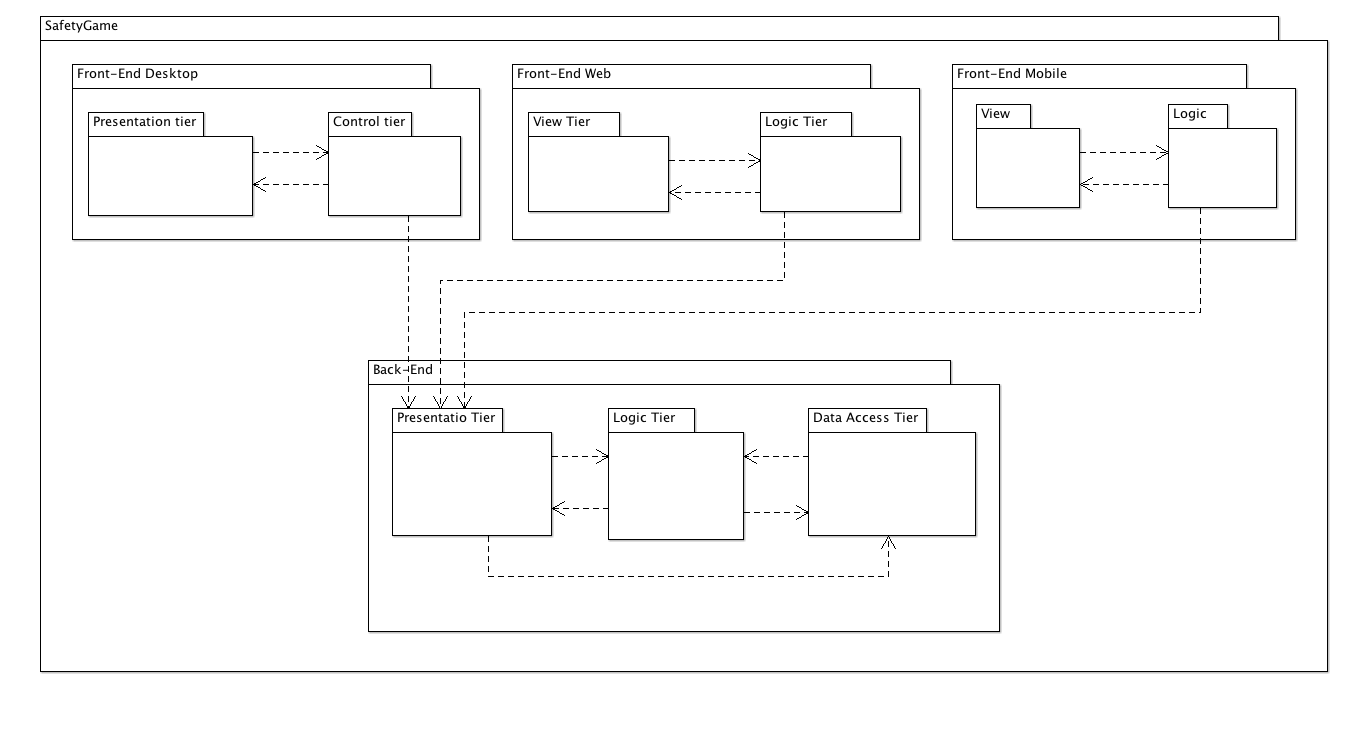 SafetyGame
Front-End Desktop
Front-End Web
Front-End Mobile
Presentation tier
Control tier
View Tier
Logic Tier
View
Logic
Back-End
Presentatio Tier
Logic Tier
Data Access Tier